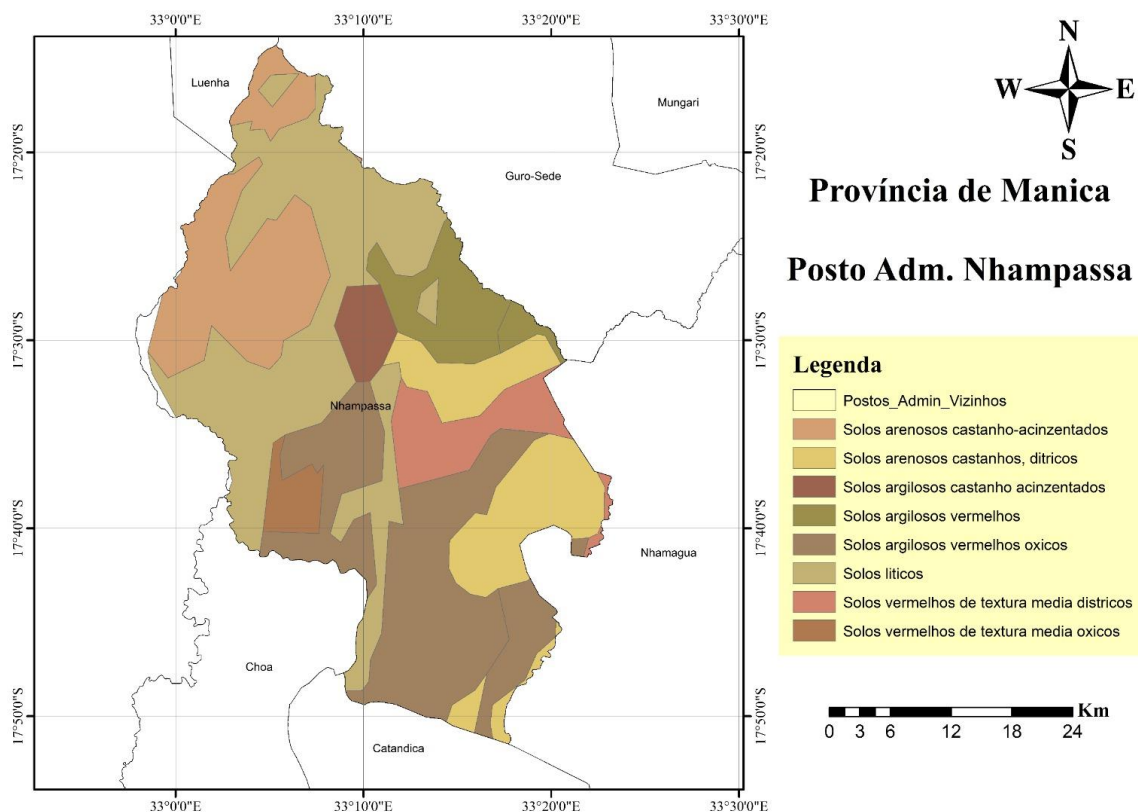 33°0'0"E
33°10'0"E
33°20'0"E
33°30'0"E
N
W
E
S
Província de Manica
Posto Adm. Nhampassa
17°20'0"S
17°30'0"S
17°40'0"S
17°50'0"S
17°20'0"S
17°30'0"S
17°40'0"S
17°50'0"S
Luenha
Mungari
Guro-Sede
Nhampassa
Nhamagua
Choa
Catandica
Legenda
Postos_Admin_Vizinhos
Solos arenosos castanho-acinzentados
Solos arenosos castanhos, ditricos
Solos argilosos castanho acinzentados
Solos argilosos vermelhos
Solos argilosos vermelhos oxicos
Solos liticos
Solos vermelhos de textura media districos
Solos vermelhos de textura media oxicos
Km
0 3 6 12 18 24
33°0'0"E
33°10'0"E
33°20'0"E
33°30'0"E